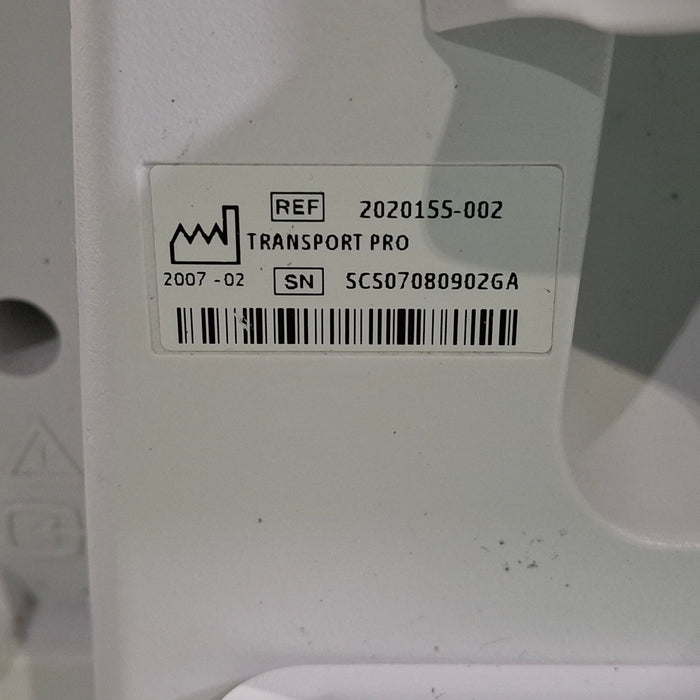 REF 2020155-002
TRANSPORT PRO
2007 -02 SN SCS07080902GA